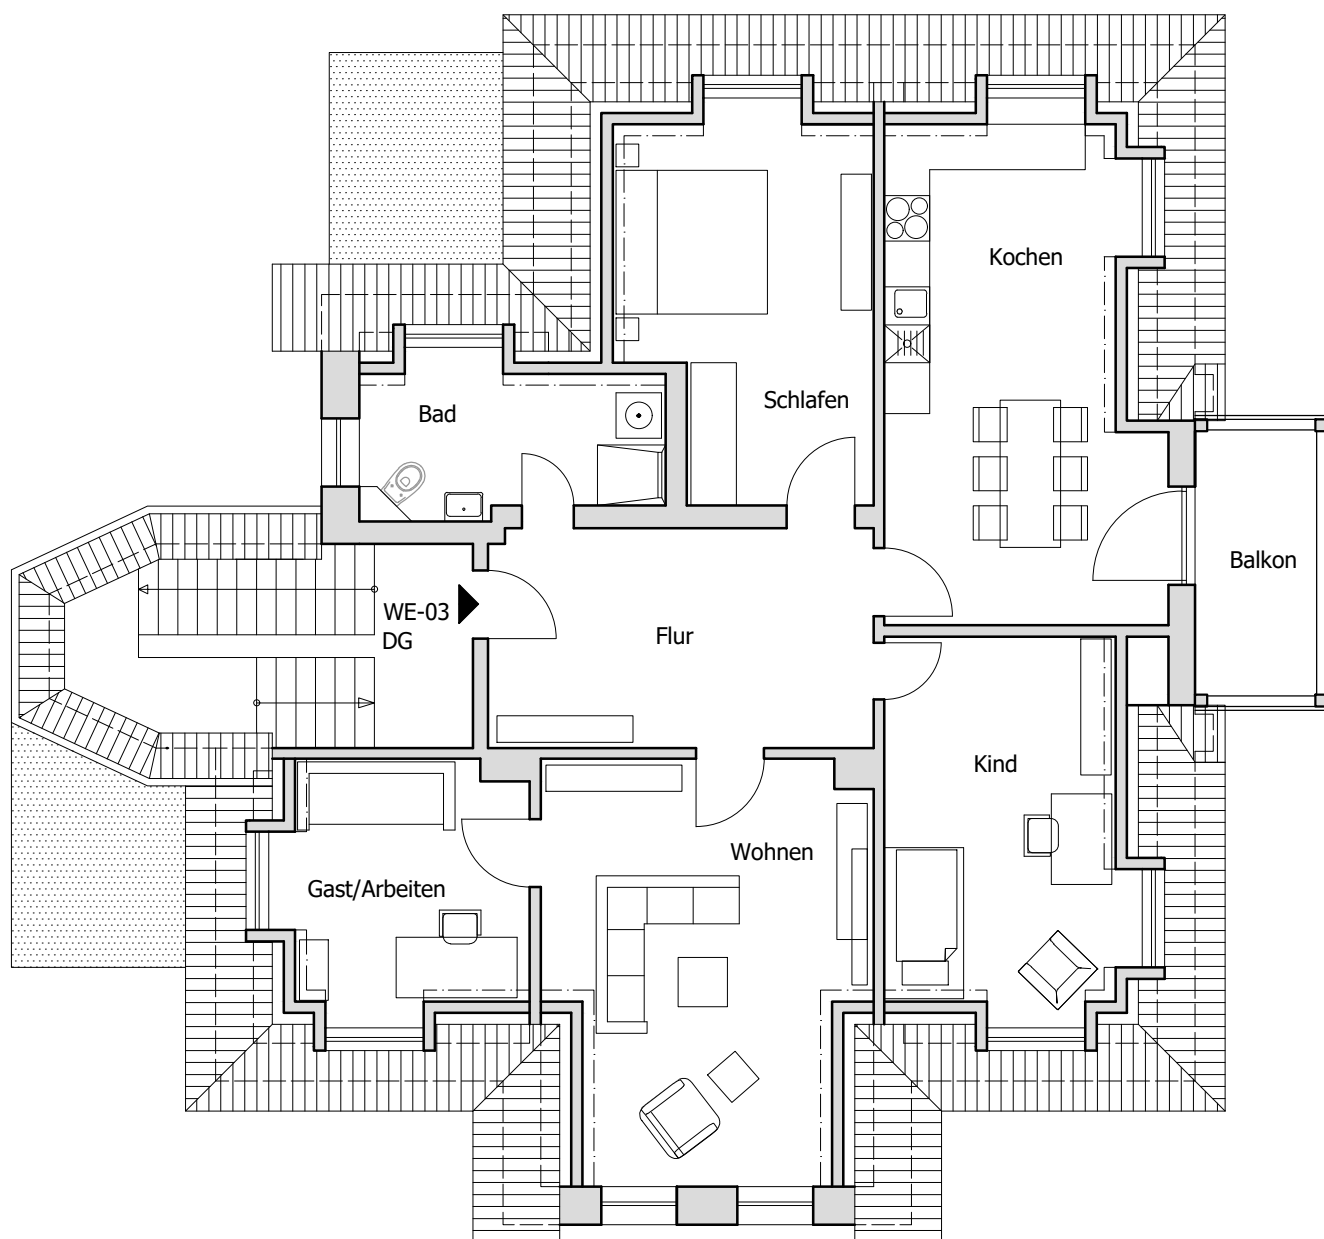 Kochen
Schlafen
Bad
Balkon
WE-03
DG
Flur
Kind
Wohnen
Gast/Arbeiten